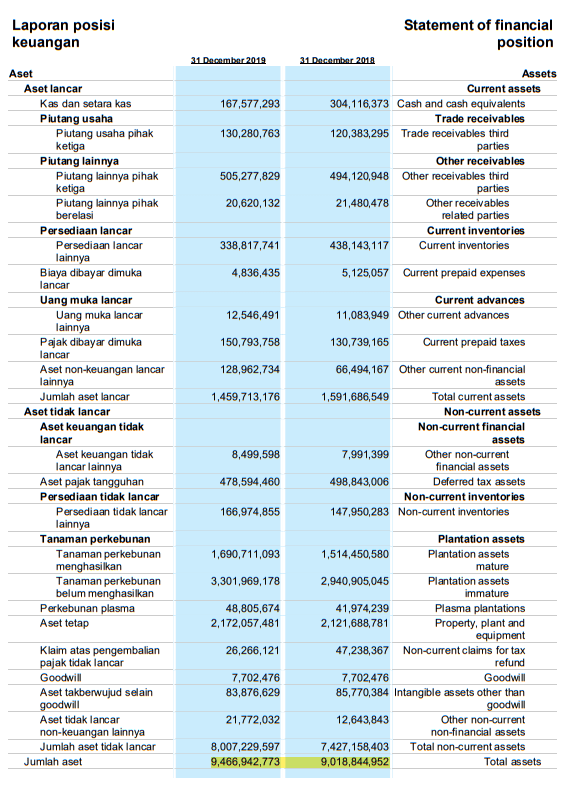 Laporan posisi Statement of financial
keuangan position
31 December 2019 31 December 2018
Aset Assets
Aset lancar Current assets
Kas dan setara kas 167,577,293 304,116,373 Cash and cash equivalents
Piutang usaha Trade receivables
Piutang usaha pihak 130,280,763 120,383,295 Trade receivables third
ketiga parties
Piutang lainnya Other receivables
Piutang lainnya pihak 505,277,829 494,120,948 Other receivables third
ketiga parties
Piutang lainnya pihak 20,620,132 21,480,478 Other receivables
berelasi related parties
Persediaan lancar Current inventories
Persediaan lancar 338,817,741 438,143,117 Current inventories
lainnya
Biaya dibayar dimuka 4,836,435 5,125,057 Current prepaid expenses
lancar
Uang muka lancar Current advances
Uang muka lancar 12,546,491 11,083,949 Other current advances
lainnya
Pajak dibayar dimuka 150,793,758 130,739,165 Current prepaid taxes
lancar
Aset non-keuangan lancar 128,962,734 66,494,167 Other current non-financial
lainnya assets
Jumlah aset lancar 1,459,713,176 1,591,686,549 Total current assets
Aset tidak lancar Non-current assets
Aset keuangan tidak Non-current financial
lancar assets
Aset keuangan tidak 8,499,598 7,991,399 Other non-current
lancar lainnya financial assets
Aset pajak tangguhan 478,594,460 498,843,006 Deferred tax assets
Persediaan tidak lancar Non-current inventories
Persediaan tidak lancar 166,974,855 147,950,283 Non-current inventories
lainnya
Tanaman perkebunan Plantation assets
Tanaman perkebunan 1,690,711,093 1,514,450,580 Plantation assets
menghasilkan mature
Tanaman perkebunan 3,301,969,178 2,940,905,045 Plantation assets
belum menghasilkan immature
Perkebunan plasma 48,805,674 41,974,239 Plasma plantations
Aset tetap 2,172,057,481 2,121,688,781 Property, plant and
equipment
Klaim atas pengembalian 26,266,121 47,238,367 Non-current claims for tax
pajak tidak lancar refund
Goodwill 7,702,476 7,702,476 Goodwill
Aset takberwujud selain 83,876,629 85,770,384 Intangible assets other than
goodwill goodwill
Aset tidak lancar 21,772,032 12,643,843 Other non-current
non-keuangan lainnya non-financial assets
Jumlah aset tidak lancar 8,007,229,597 7,427,158,403 Total non-current assets
Jumlah aset 9,466,942,773 9,018,844,952 Total assets